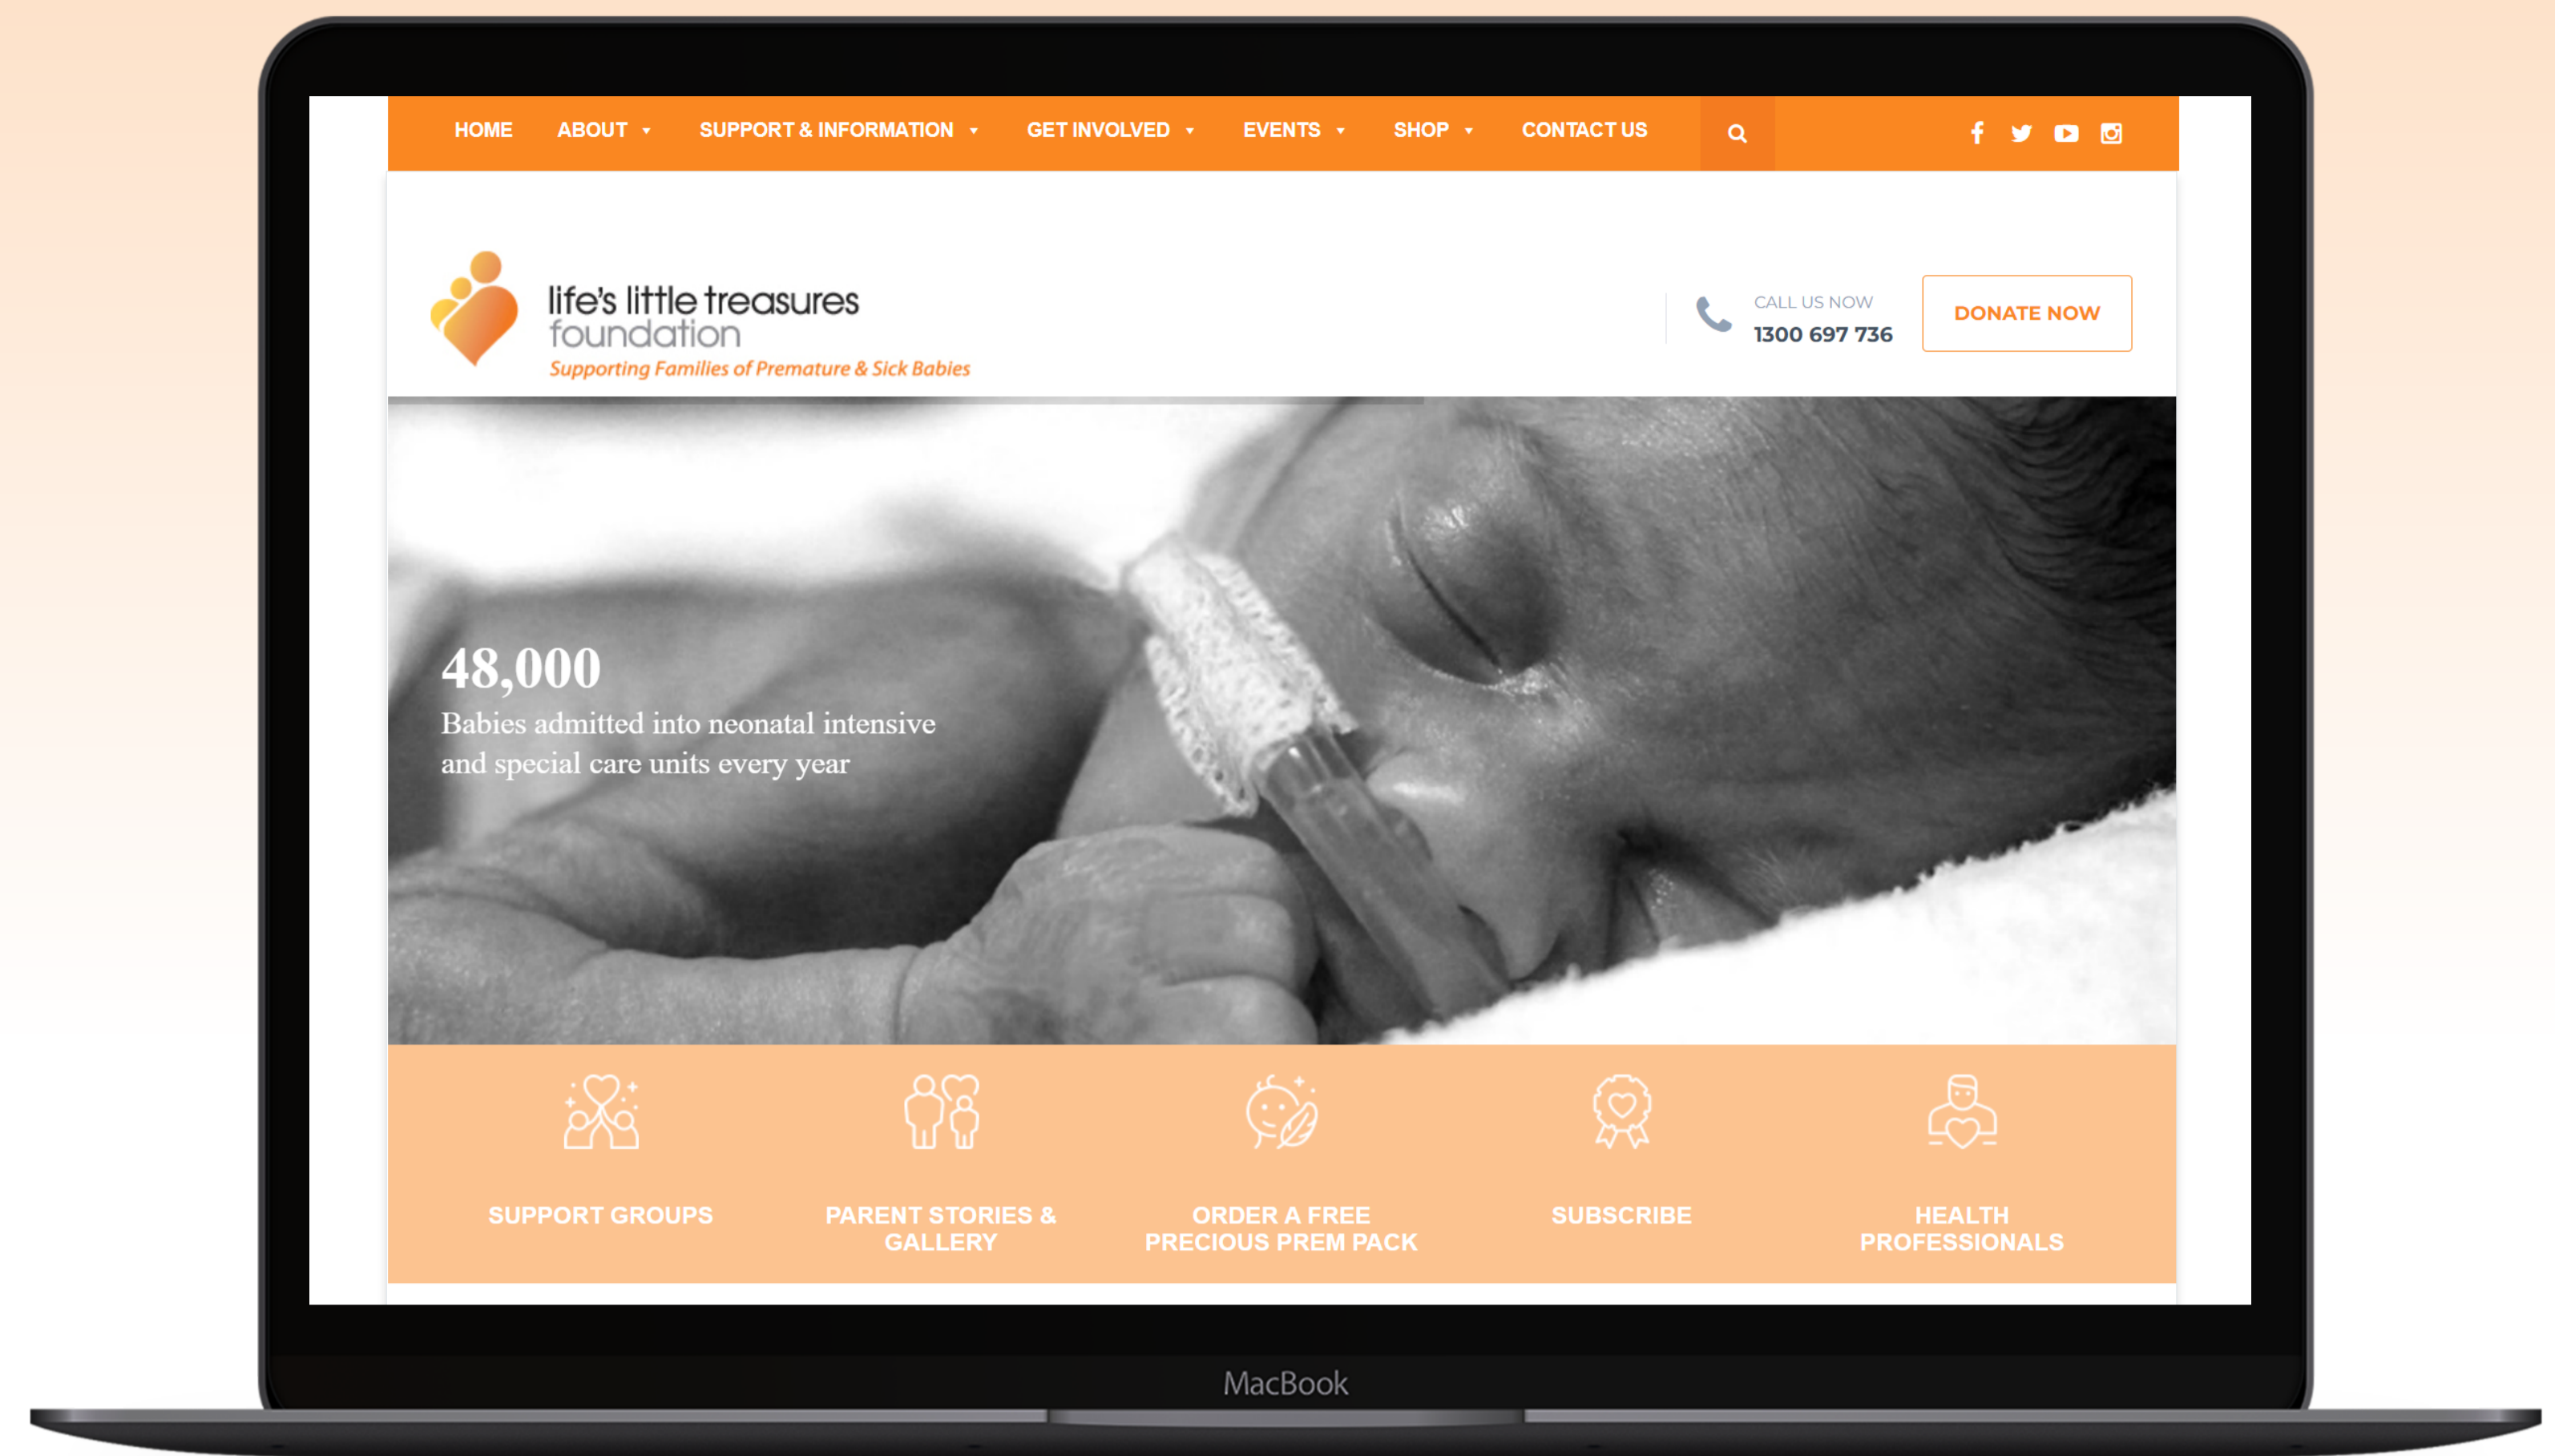 HOME ABOUT SUPPORT & INFORMATION GET INVOLVED EVENTS SHOP CONTACT US
life's little treasures
foundation
Supporting Families of Premature & Sick Babies
CALL US NOW
1300 697 736
DONATE NOW
48,000
Babies admitted into neonatal intensive
and special care units every year
SUPPORT GROUPS
PARENT STORIES &
GALLERY
ORDER A FREE
PRECIOUS PREM PACK
SUBSCRIBE
HEALTH
PROFESSIONALS
MacBook